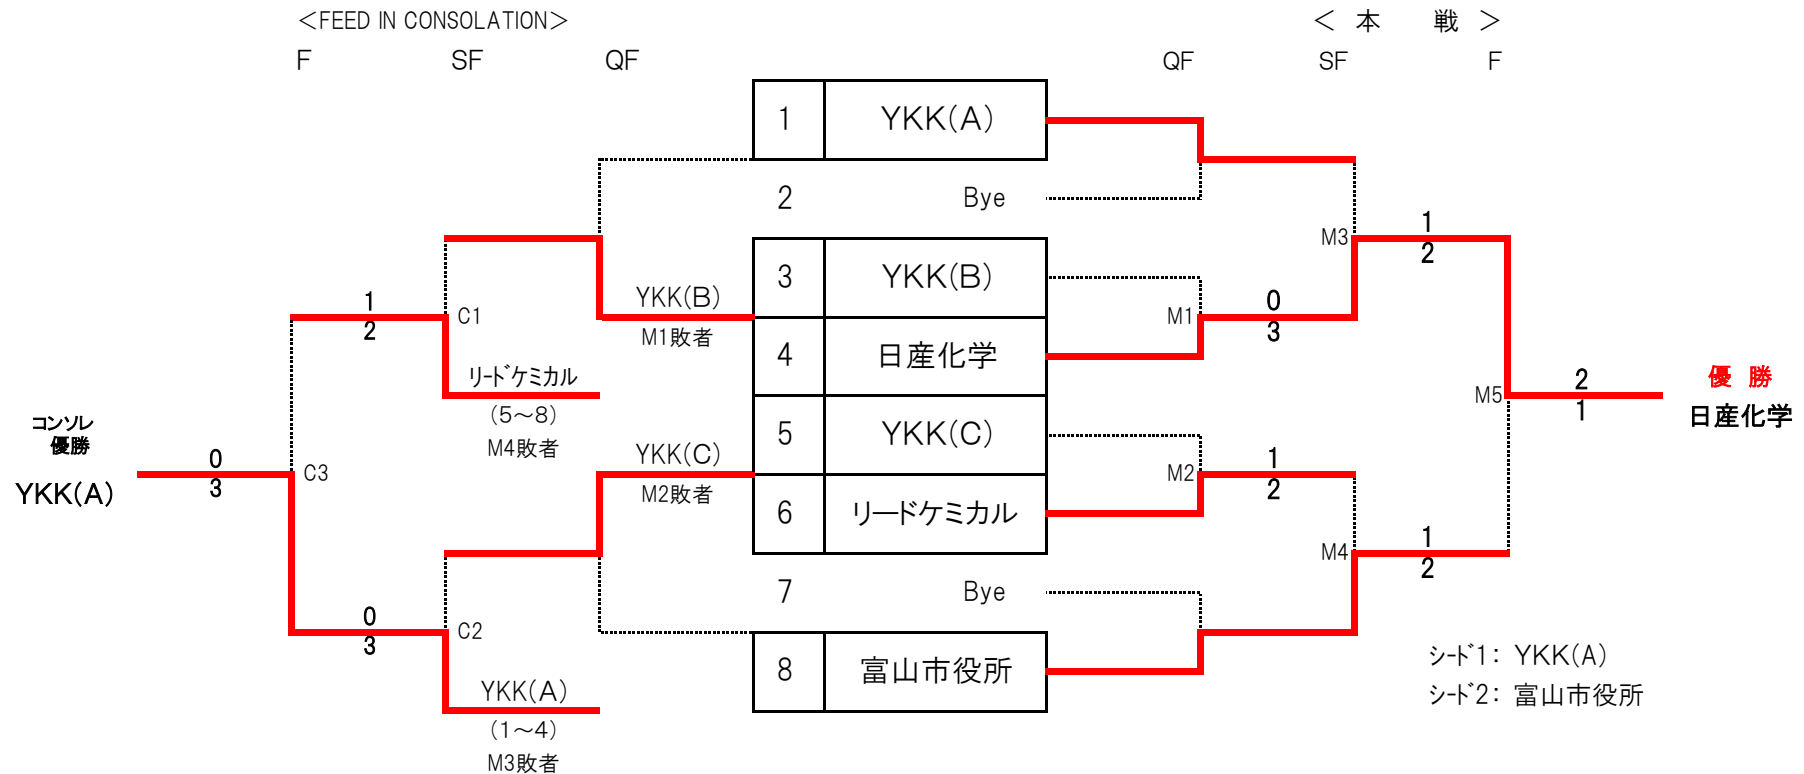 ＜FEED IN CONSOLATION＞ ＜ 本 戦 ＞
F SF QF QF SF F
1 YKK(A)
2 Bye
1
M3
2
3 YKK(B)
YKK(B) 0
1 C1 M1
2 M1敗者 3
4 日産化学
リードケミカル 2 優 勝
M5
(5～8) 1 日産化学
コンソレ
優勝
5 YKK(C)
M4敗者
YKK(C) 1
0 C3 M2
3 M2敗者 2
YKK(A)
6 リードケミカル
1
M4
2
7 Bye
0 C2
3
シード1： YKK(A)
8 富山市役所
YKK(A) シード2： 富山市役所
(1～4)
M3敗者